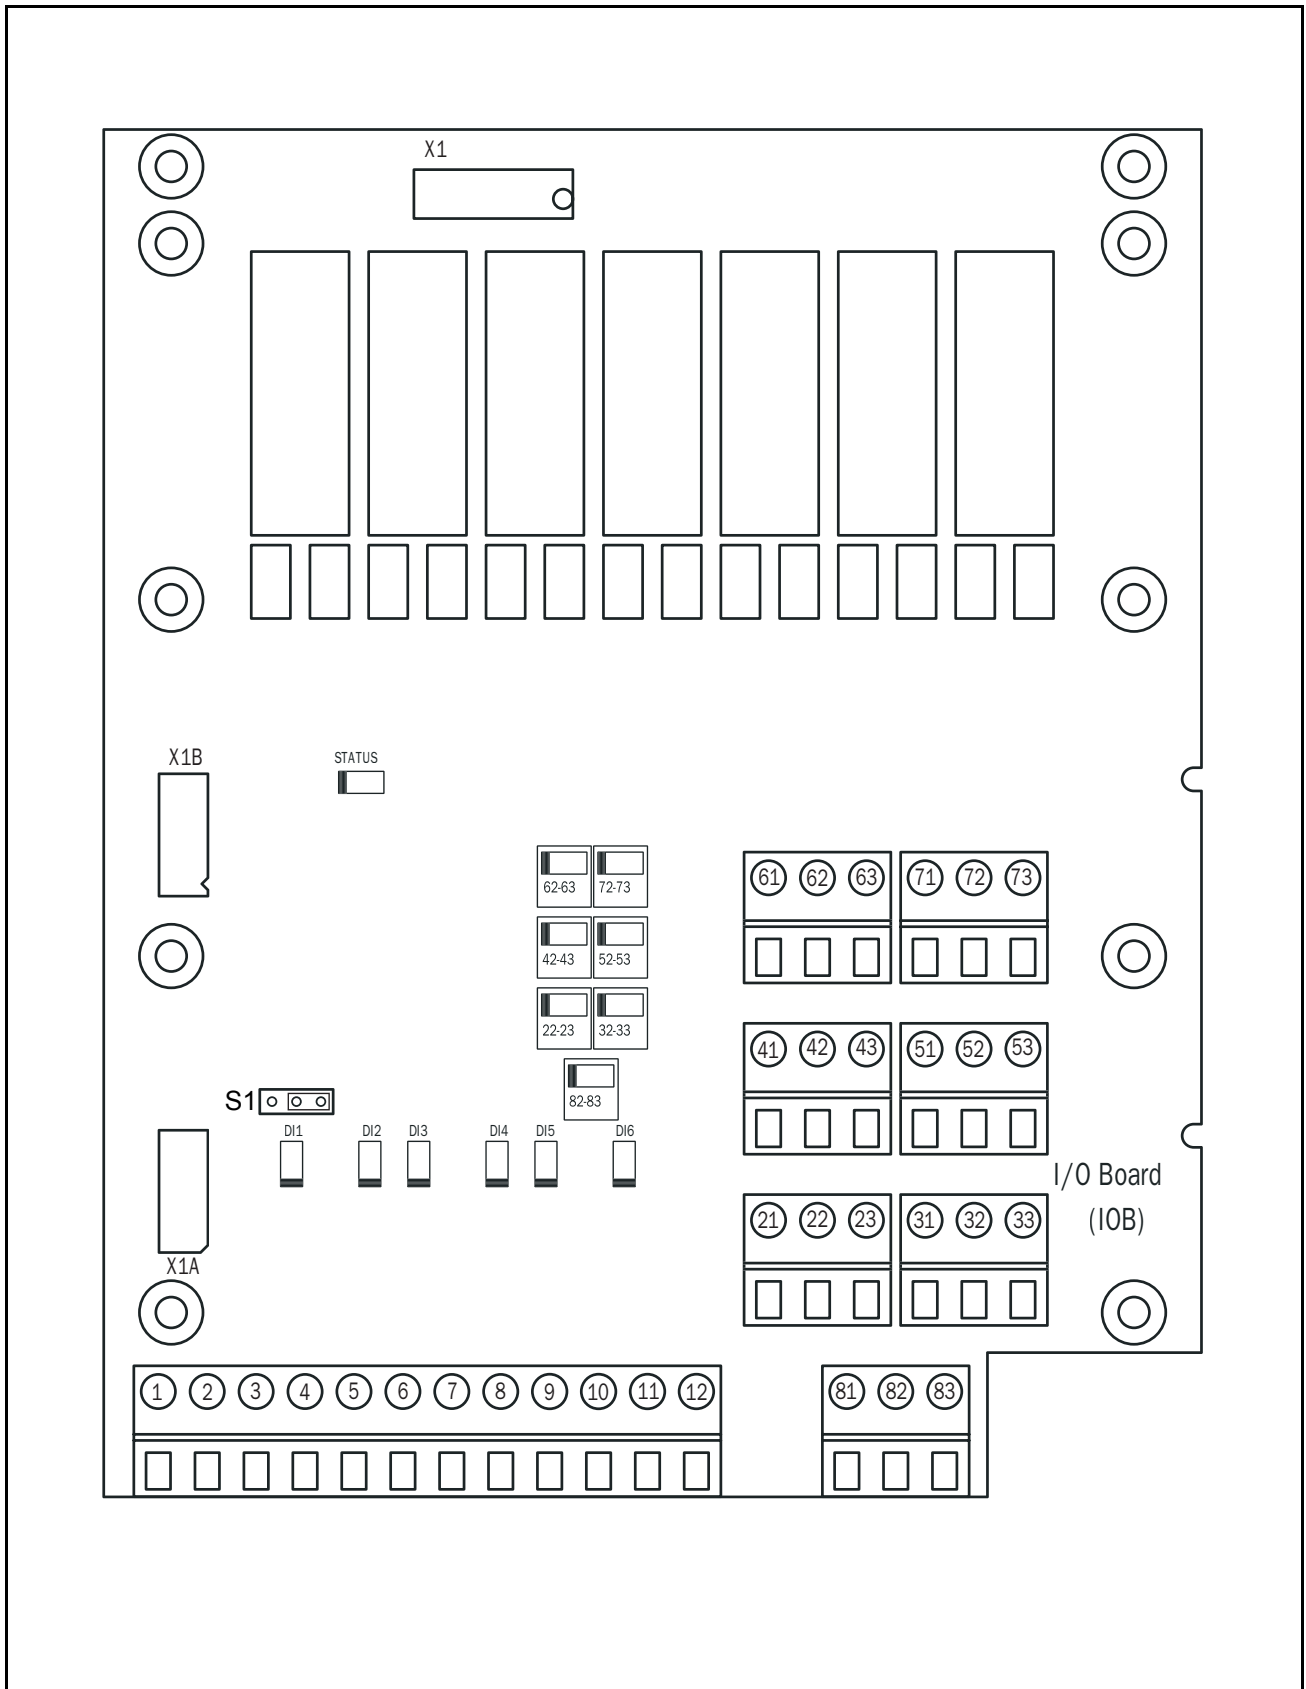 X1
X1B
STATUS
62-63 72-73
61 62 63 71 72 73
42-43 52-53
22-23 32-33
41 42 43 51 52 53
82-83
S1
DI1 DI2 DI3 DI4 DI5 DI6
I/O Board
(IOB)
21 22 23 31 32 33
X1A
1 2 3 4 5 6 7 8 9 10 11 12 81 82 83